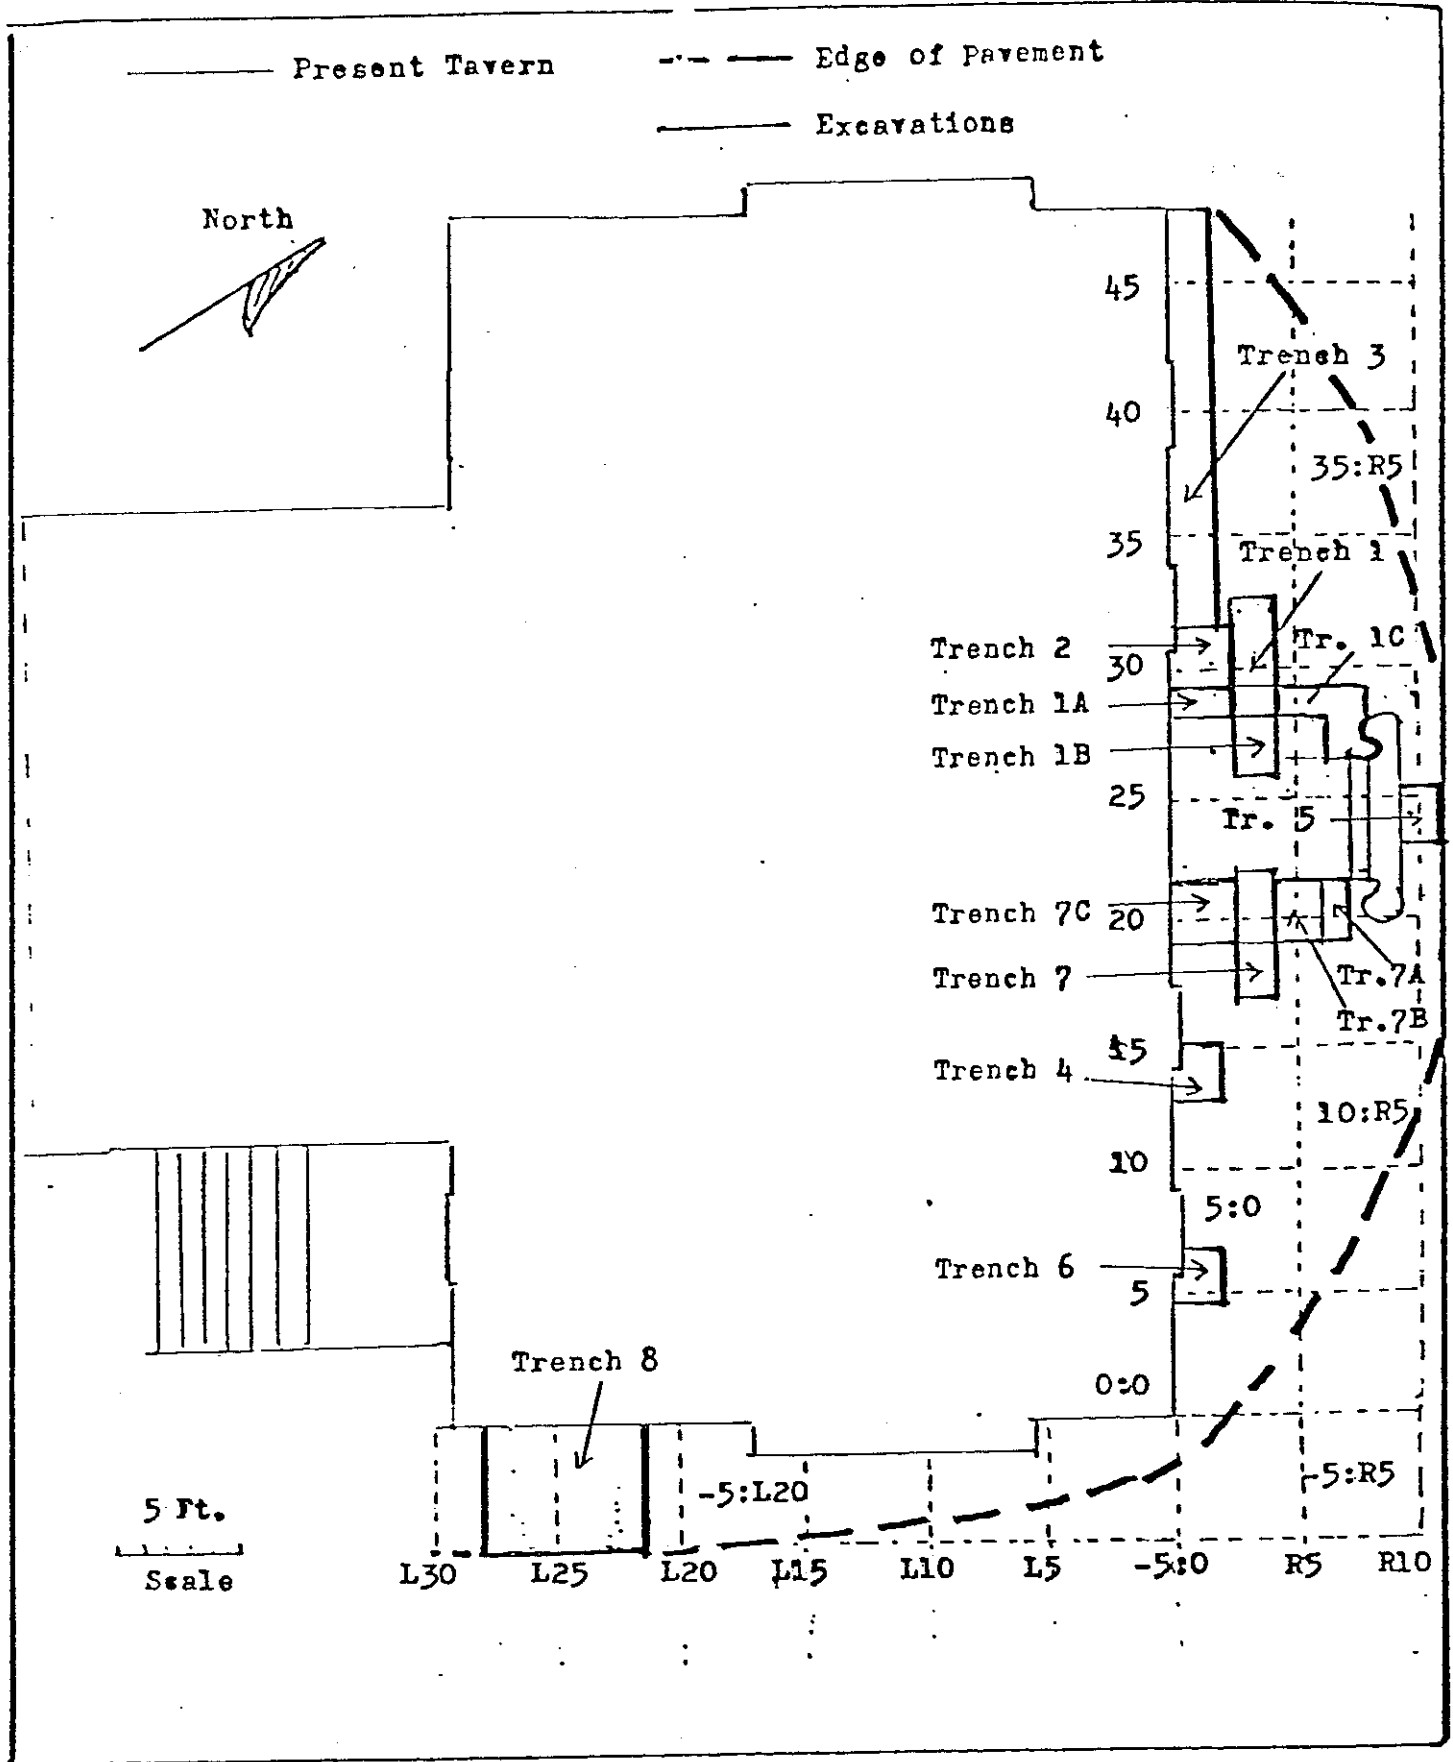 Present Tavern
Edge of Pavement
Excavations
North
45
Trench 3
40
35:R5
35
Trench 1
Trench 2
30
Tr. 1C
Trench 1A
Trench 1B
25
Tr. 5
Trench 7C
20
Trench 7
Tr.7A
Tr.7B
15
Trench 4
10:R5
10
5:0
Trench 6
5
Trench 8
0:0
-5:R5
-5:L20
5 Ft.
Scale
L30
L25
L20
L15
L10
L5
-5:0
R5
R10